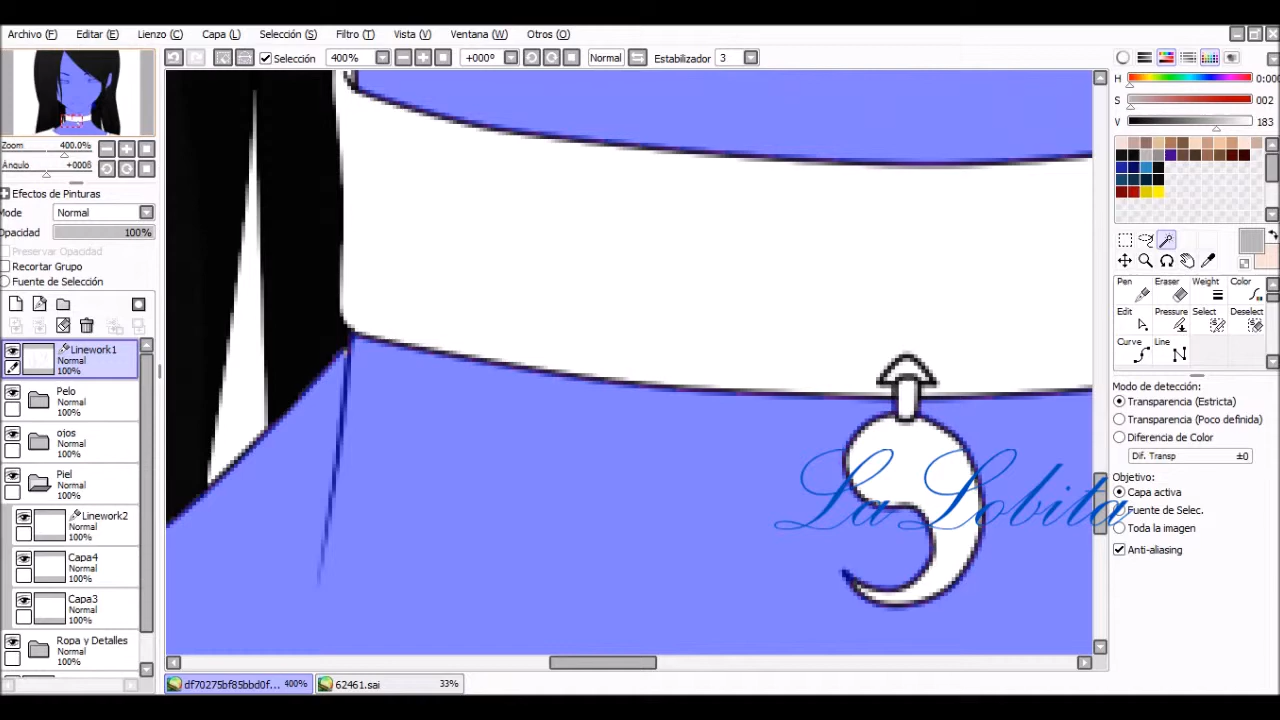 Archivo (F) Editar (E) Lienzo (C) Capa (L) Selección (S) Filtro (T) Vista (V) Ventana (W) Otros (O)
Selección 400% +000º Normal Estabilizador 3
H 0:000
S 002
V 183
Zoom 400.0%
Ángulo +0008
Efectos de Pinturas
Mode Normal
Opacidad 100%
Preservar Opacidad
Recortar Grupo
Fuente de Selección
Linework1
Normal
100%
Pelo
Normal
100%
ojos
Normal
100%
Piel
Normal
100%
Linework2
Normal
100%
Capa4
Normal
100%
Capa3
Normal
100%
Ropa y Detalles
Normal
100%
Pen Eraser Weight Color
Edit Pressure Select Deselect
Curve Line
Modo de detección:
Transparencia (Estricta)
Transparencia (Poco definida)
Diferencia de Color
Dif. Transp ±0
Objetivo:
Capa activa
Fuente de Selec.
Toda la imagen
Anti-aliasing
La Lobita
df70275bf85bbd0f... 400% 62461.sai 33%